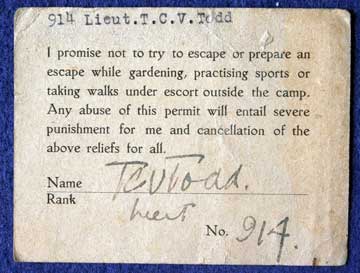 914 Lieut.T.C.V.Todd
I promise not to try to escape or prepare an
escape while gardening, practising sports or
taking walks under escort outside the camp.
Any abuse of this permit will entail severe
punishment for me and cancellation of the
above reliefs for all.
Name TCVTodd.
Rank Lieut
No. 914.